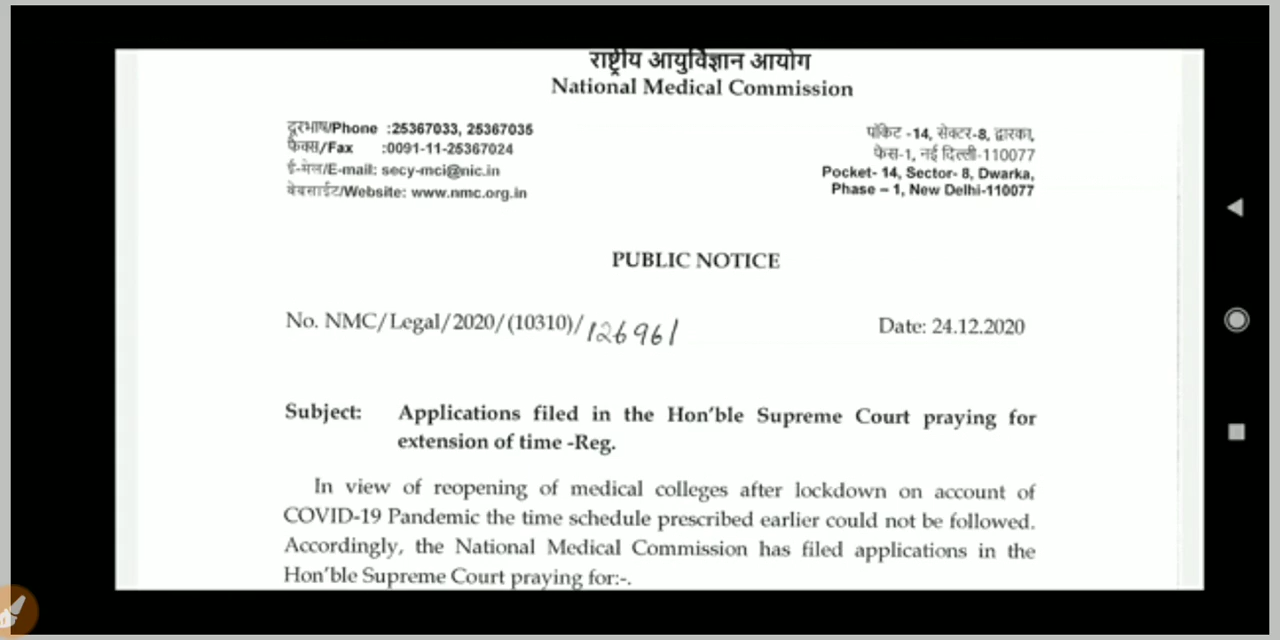 राष्ट्रीय आयुर्विज्ञान आयोग
National Medical Commission
दूरभाष/Phone :25367033, 25367035
फैक्स/Fax :0091-11-25367024
ई-मेल/E-mail: secy-mci@nic.in
वेबसाईट/Website: www.nmc.org.in
पॉकेट -14, सेक्टर-8, द्वारका,
फेस-1, नई दिल्ली-110077
Pocket- 14, Sector- 8, Dwarka,
Phase – 1, New Delhi-110077
PUBLIC NOTICE
No. NMC/Legal/2020/(10310)/126961
Date: 24.12.2020
Subject: Applications filed in the Hon'ble Supreme Court praying for
extension of time -Reg.
In view of reopening of medical colleges after lockdown on account of
COVID-19 Pandemic the time schedule prescribed earlier could not be followed.
Accordingly, the National Medical Commission has filed applications in the
Hon'ble Supreme Court praying for:-.